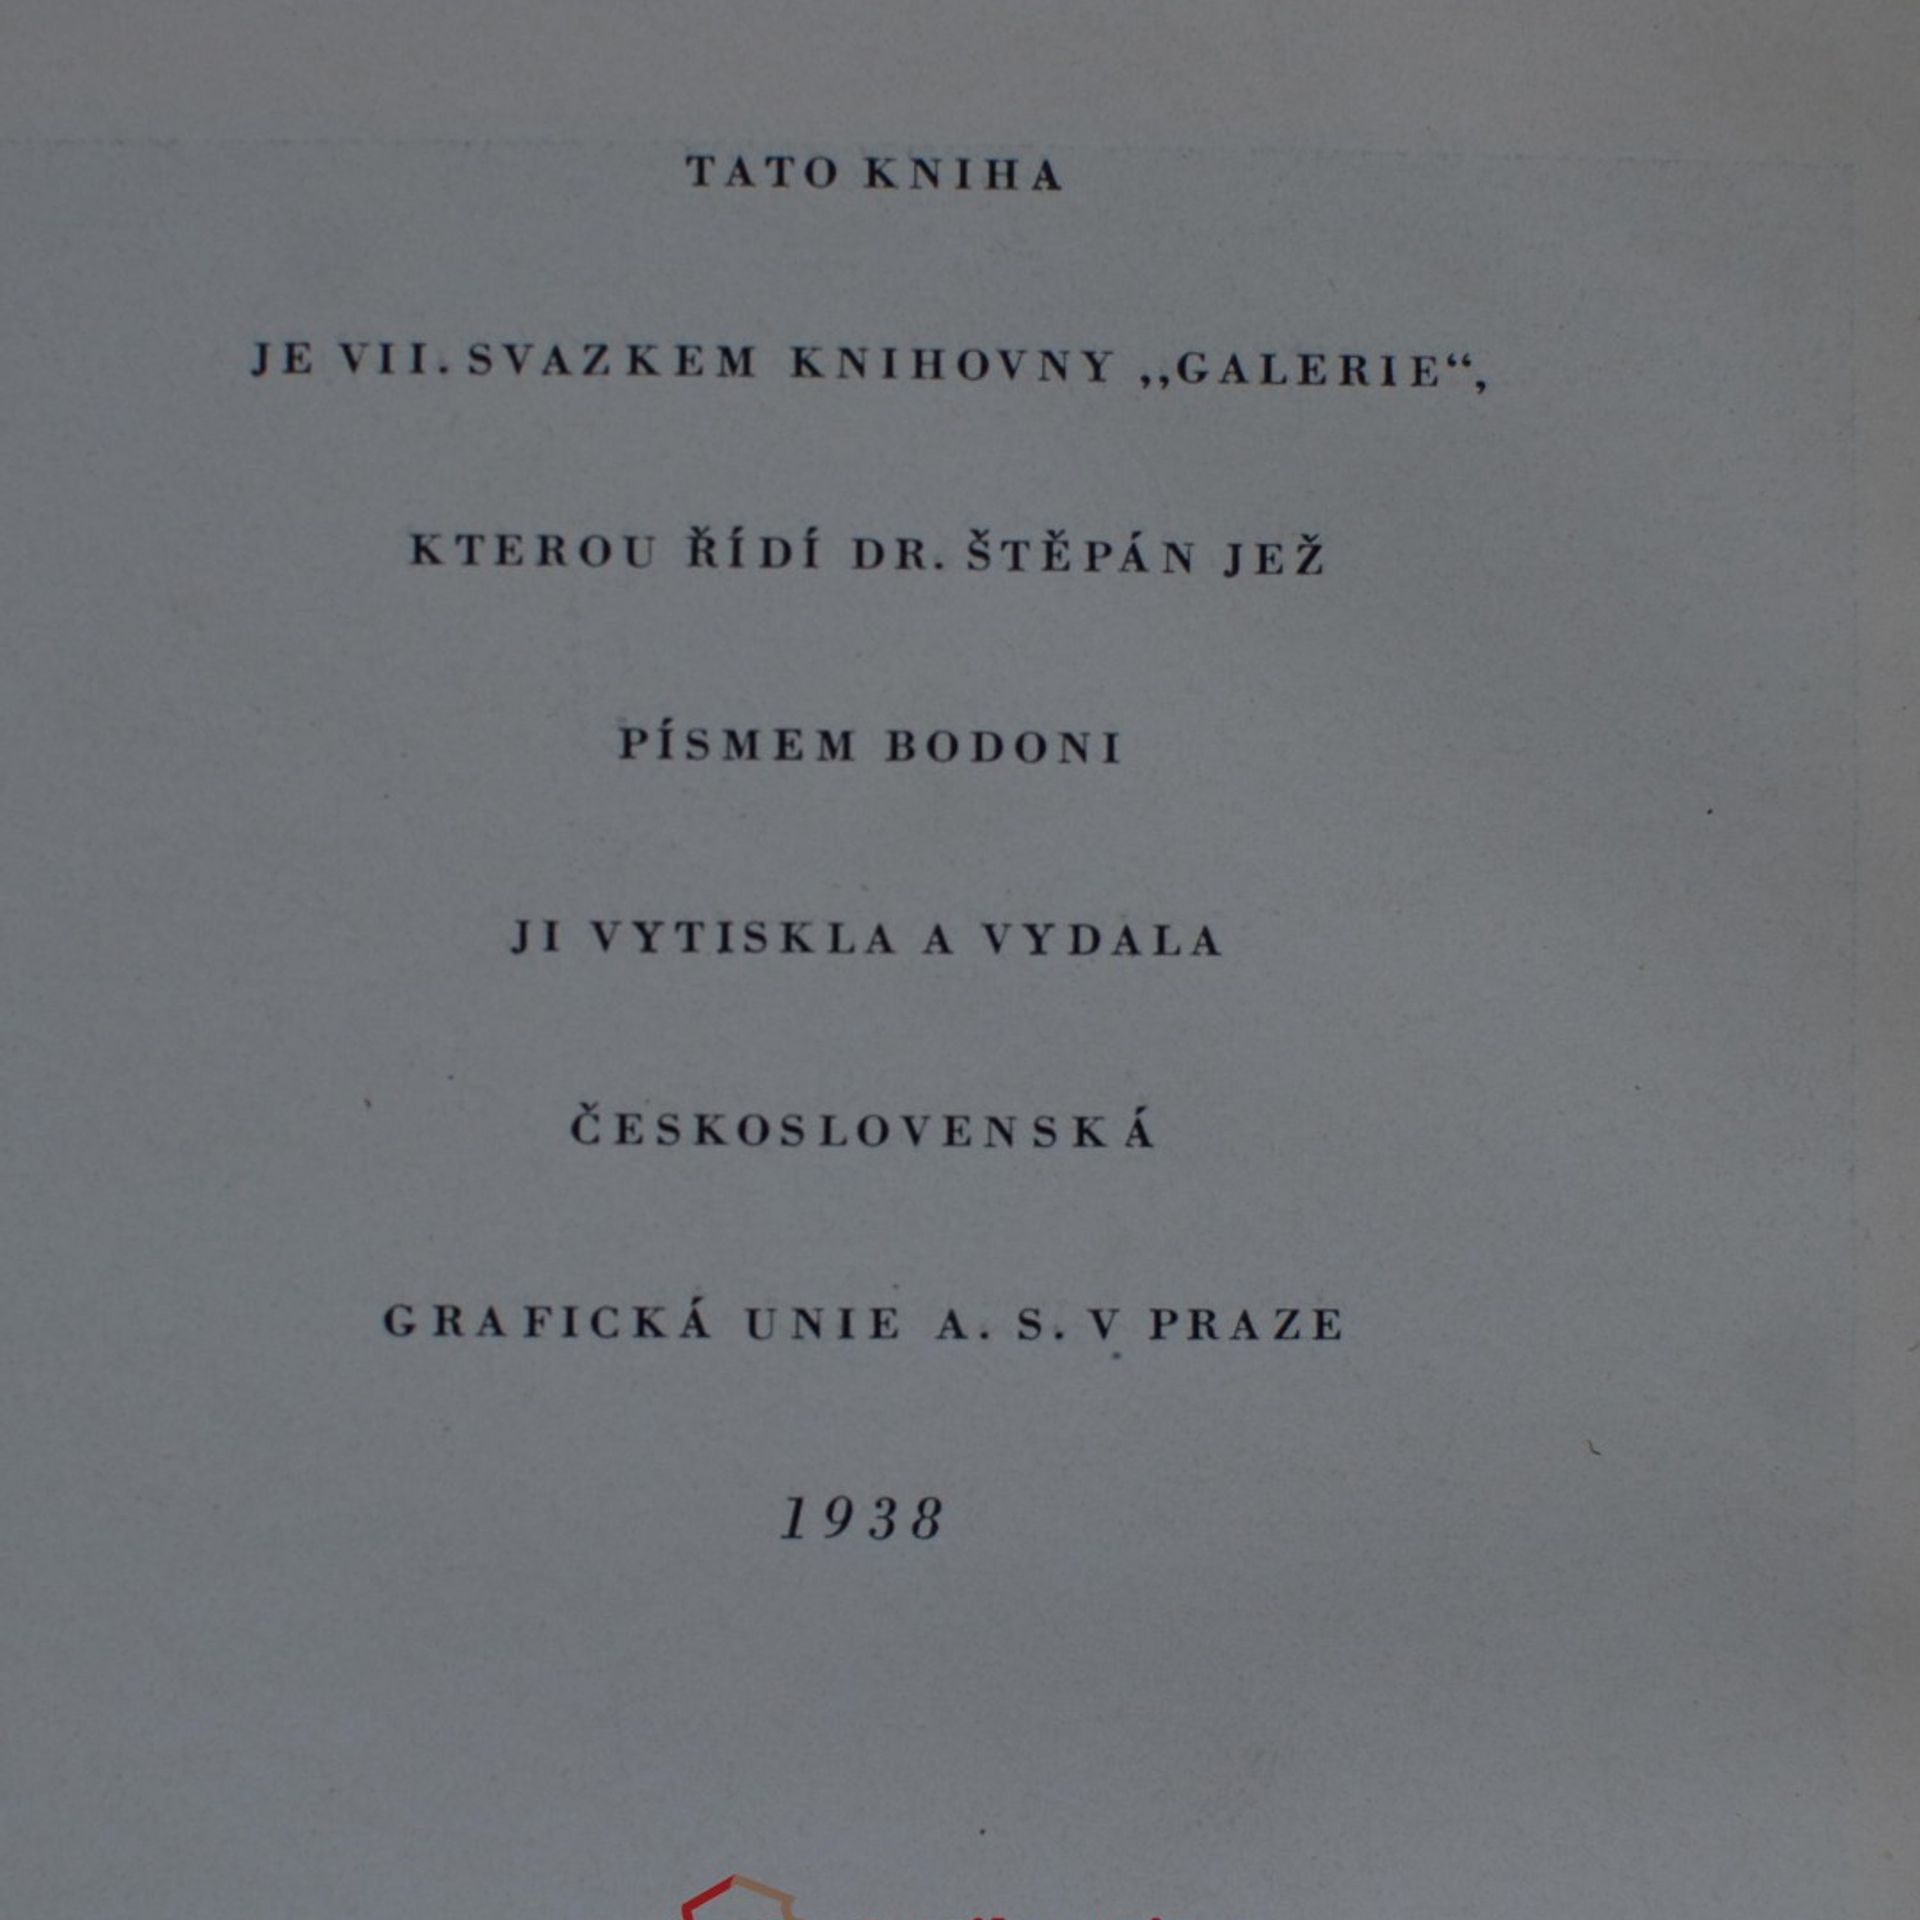 TATO KNIHA
JE VII. SVAZKEM KNIHOVNY „GALERIE“,
KTEROU ŘÍDÍ DR. ŠTĚPÁN JEŽ
PÍSMEM BODONI
JI VYTISKLA A VYDALA
ČESKOSLOVENSKÁ
GRAFICKÁ UNIE A. S. V PRAZE
1938